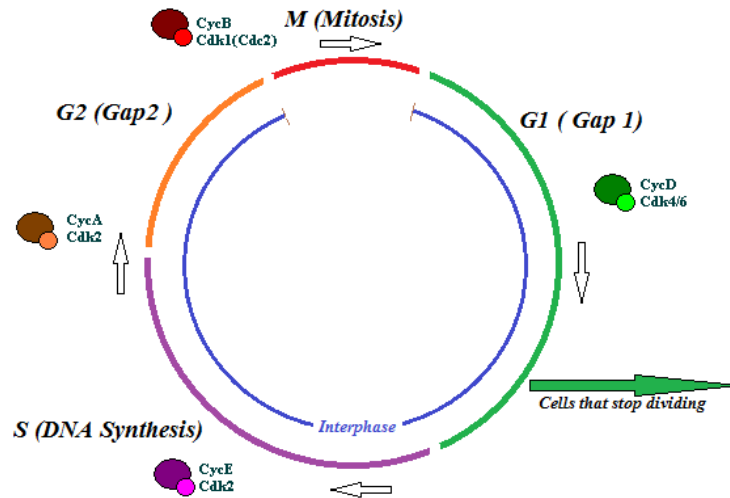 CycB
Cdk1(Cdc2)
M (Mitosis)
G2 (Gap2 )
G1 ( Gap 1)
CycD
Cdk4/6
CycA
Cdk2
Cells that stop dividing
Interphase
S (DNA Synthesis)
CycE
Cdk2